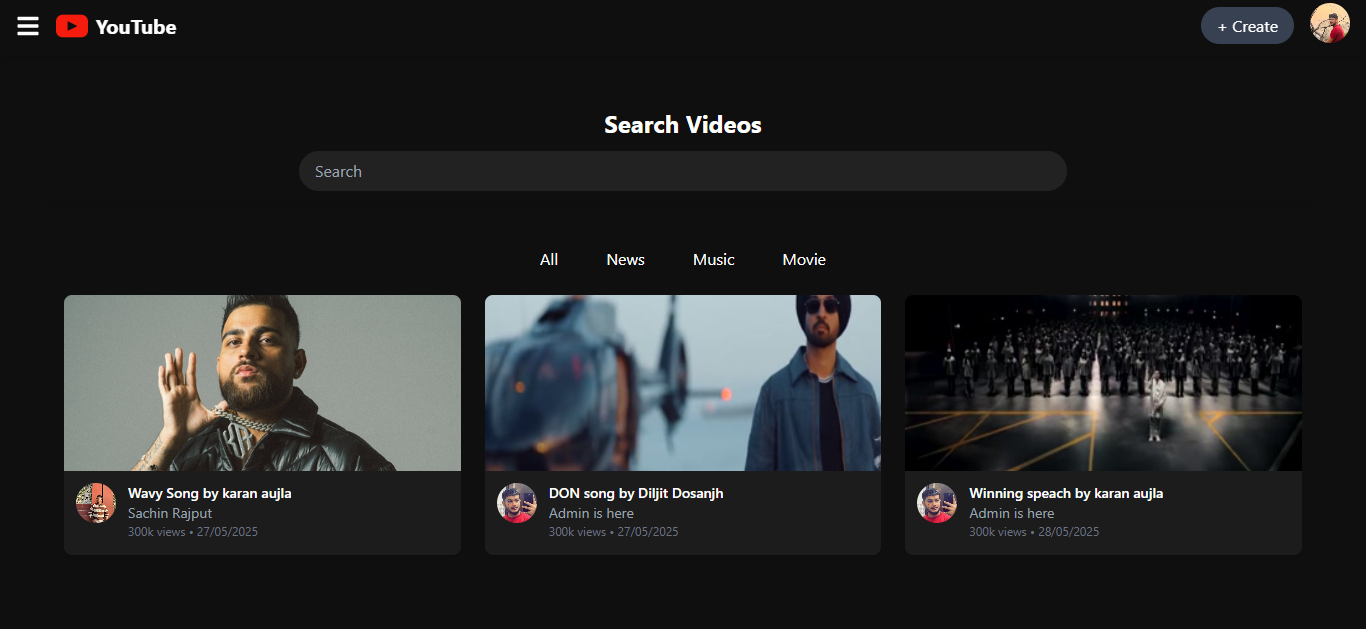 YouTube
+ Create
Search Videos
Search
All News Music Movie
Wavy Song by karan aujla
Sachin Rajput
300k views • 27/05/2025
DON song by Diljit Dosanjh
Admin is here
300k views • 27/05/2025
Winning speach by karan aujla
Admin is here
300k views • 28/05/2025